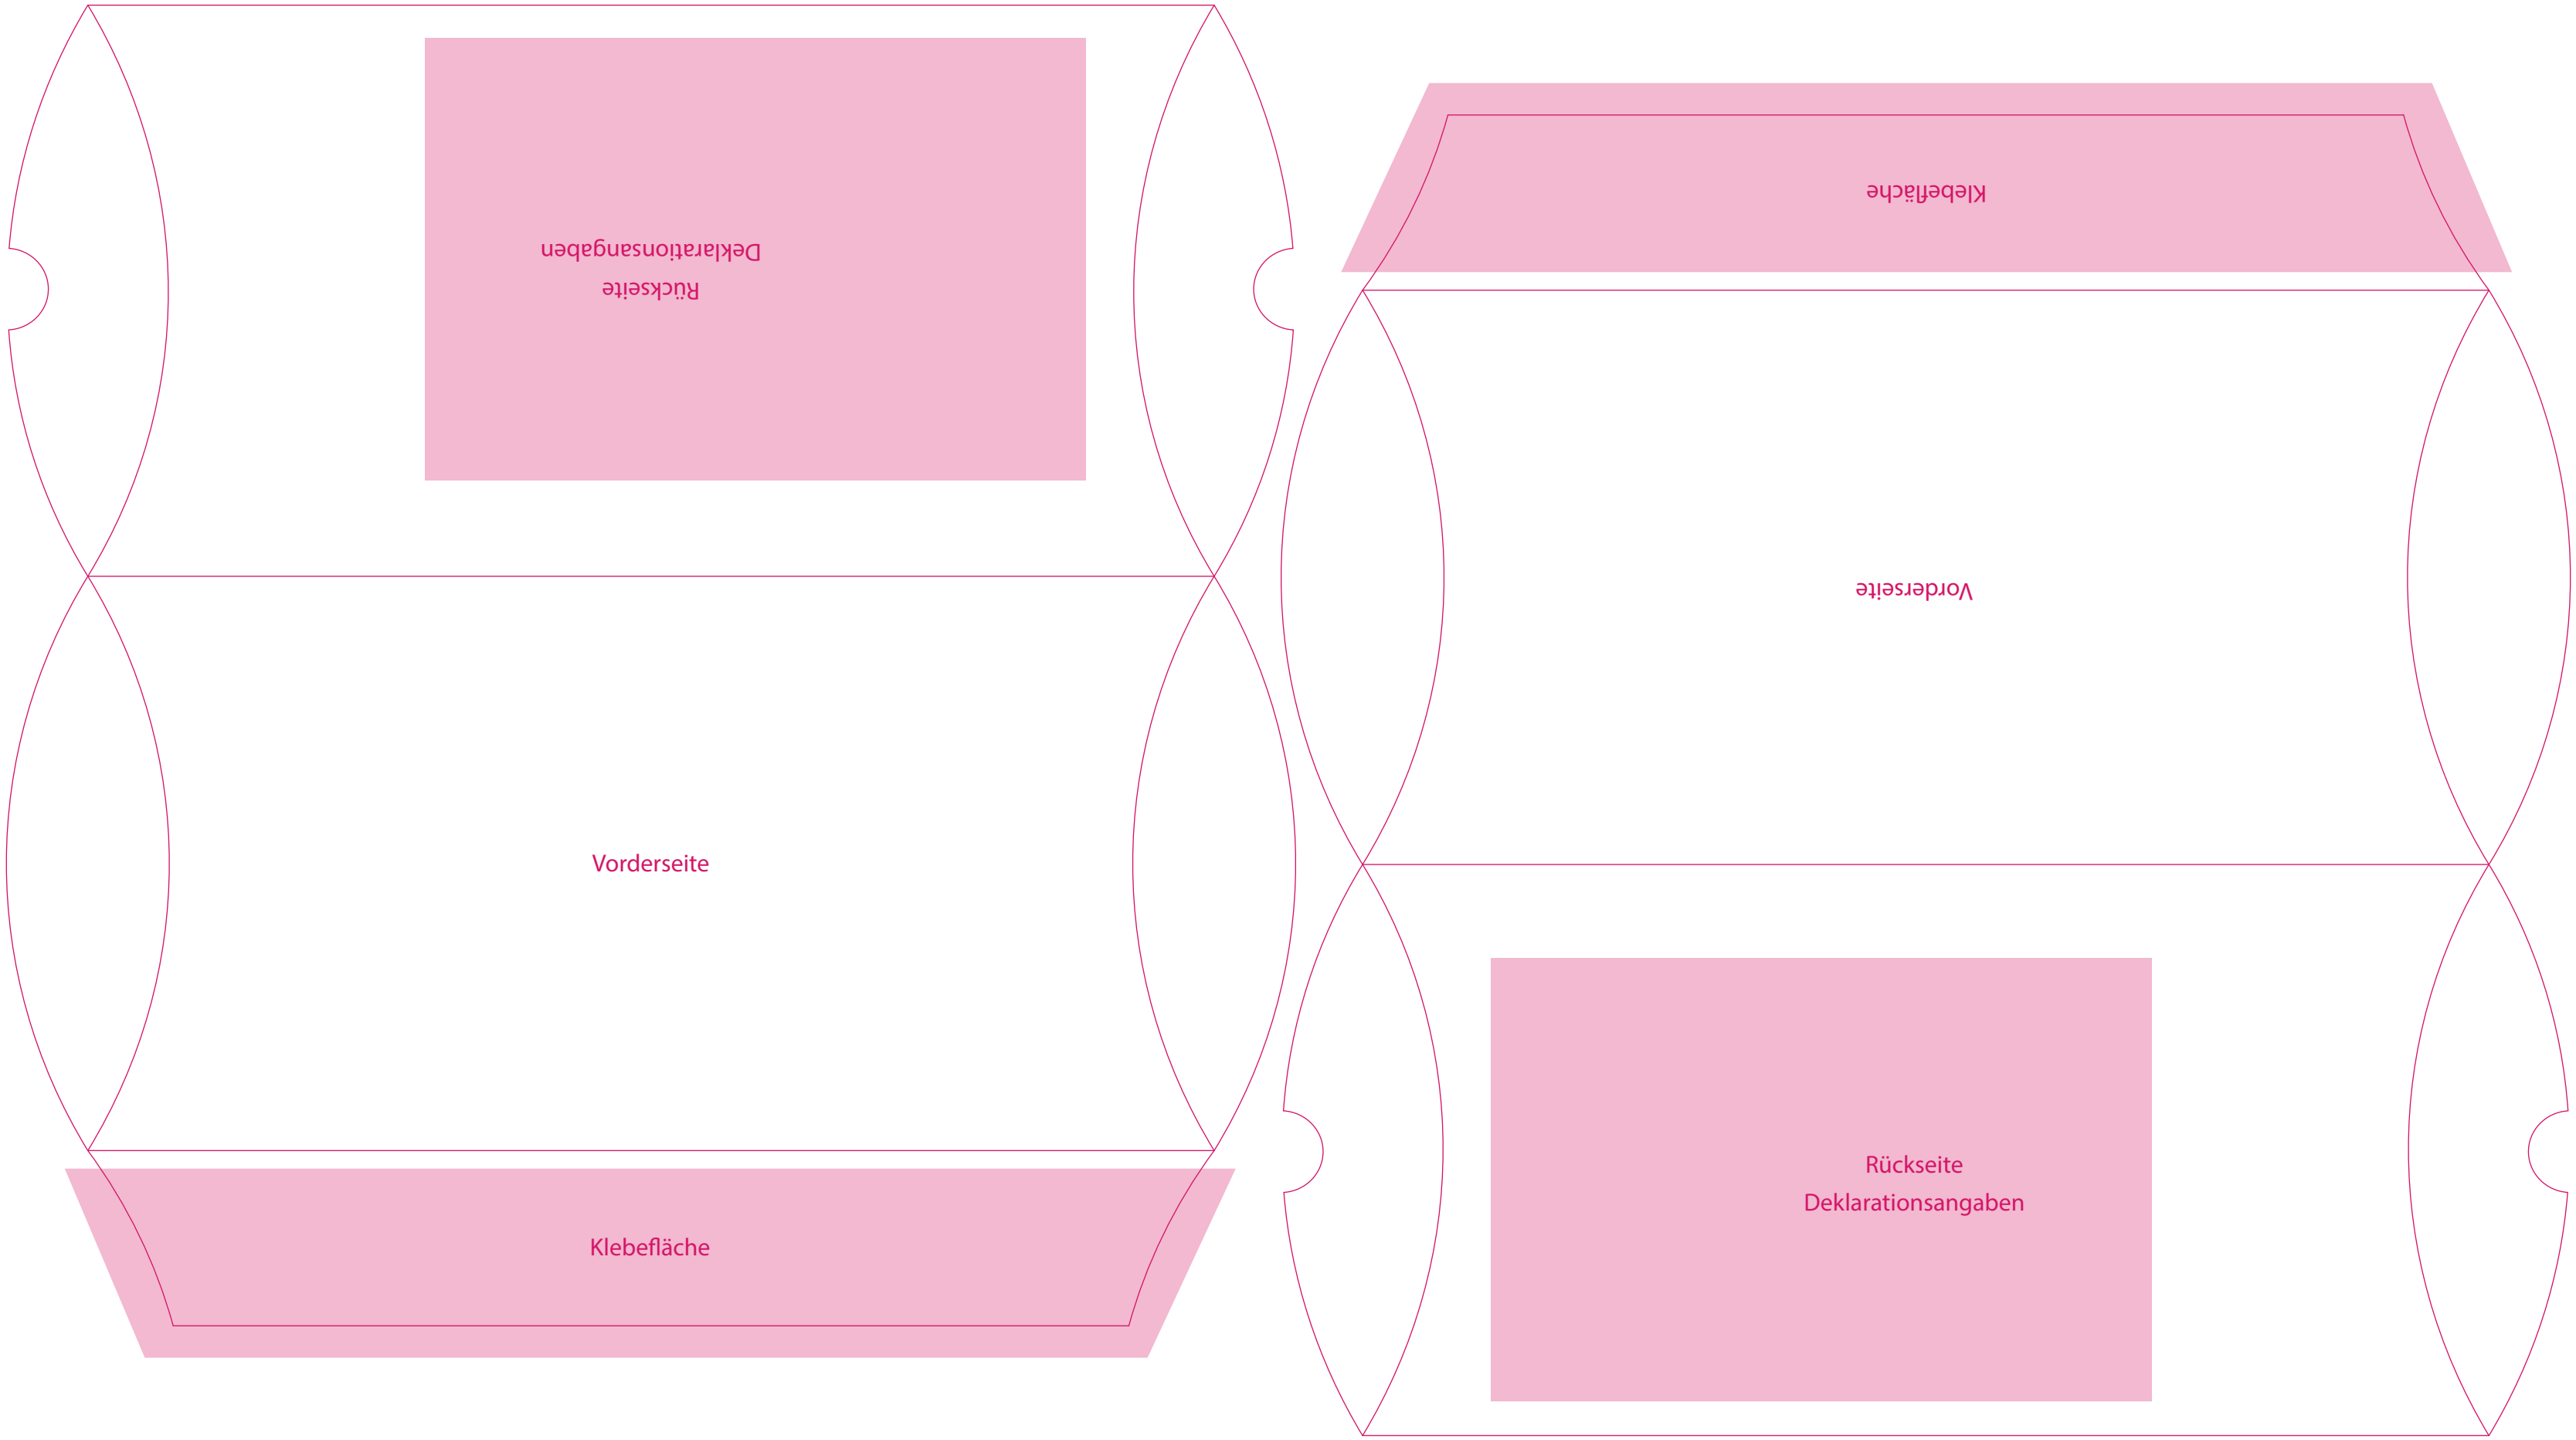 Rückseite
Deklarationsangaben
Vorderseite
Klebefläche
Klebefläche
Vorderseite
Rückseite
Deklarationsangaben